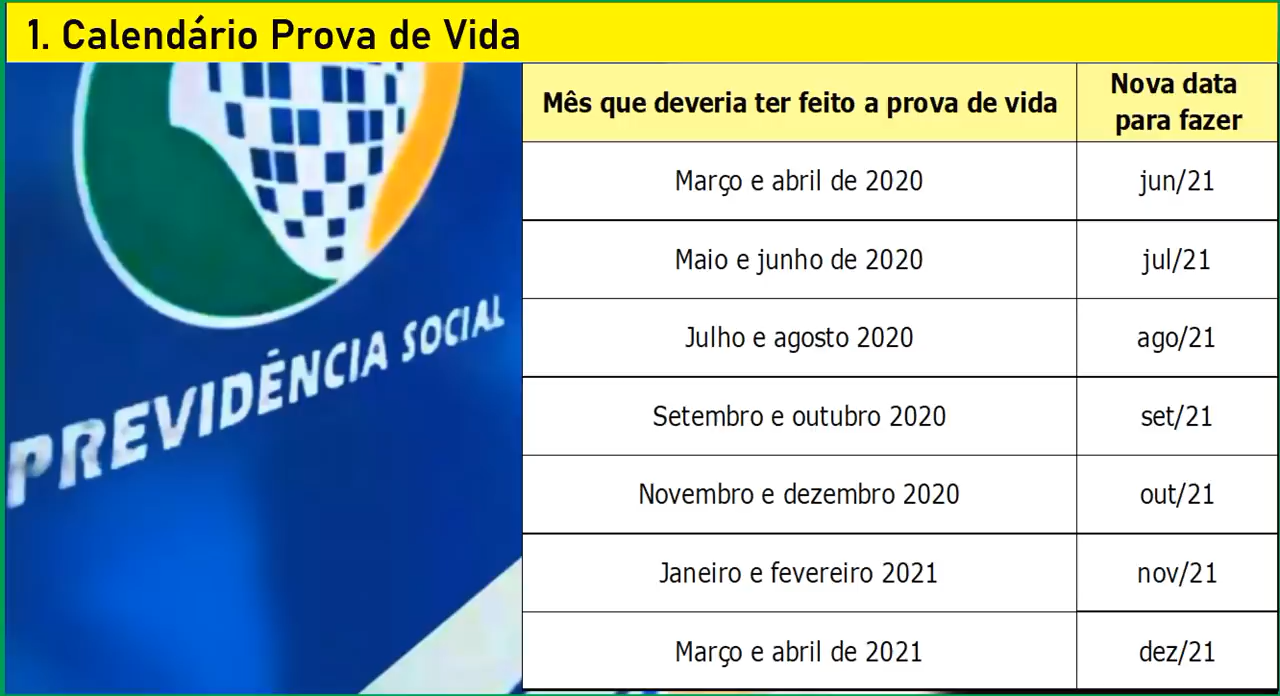 1. Calendário Prova de Vida
PREVIDÊNCIA SOCIAL
Mês que deveria ter feito a prova de vida
Nova data
para fazer
Março e abril de 2020
jun/21
Maio e junho de 2020
jul/21
Julho e agosto 2020
ago/21
Setembro e outubro 2020
set/21
Novembro e dezembro 2020
out/21
Janeiro e fevereiro 2021
nov/21
Março e abril de 2021
dez/21